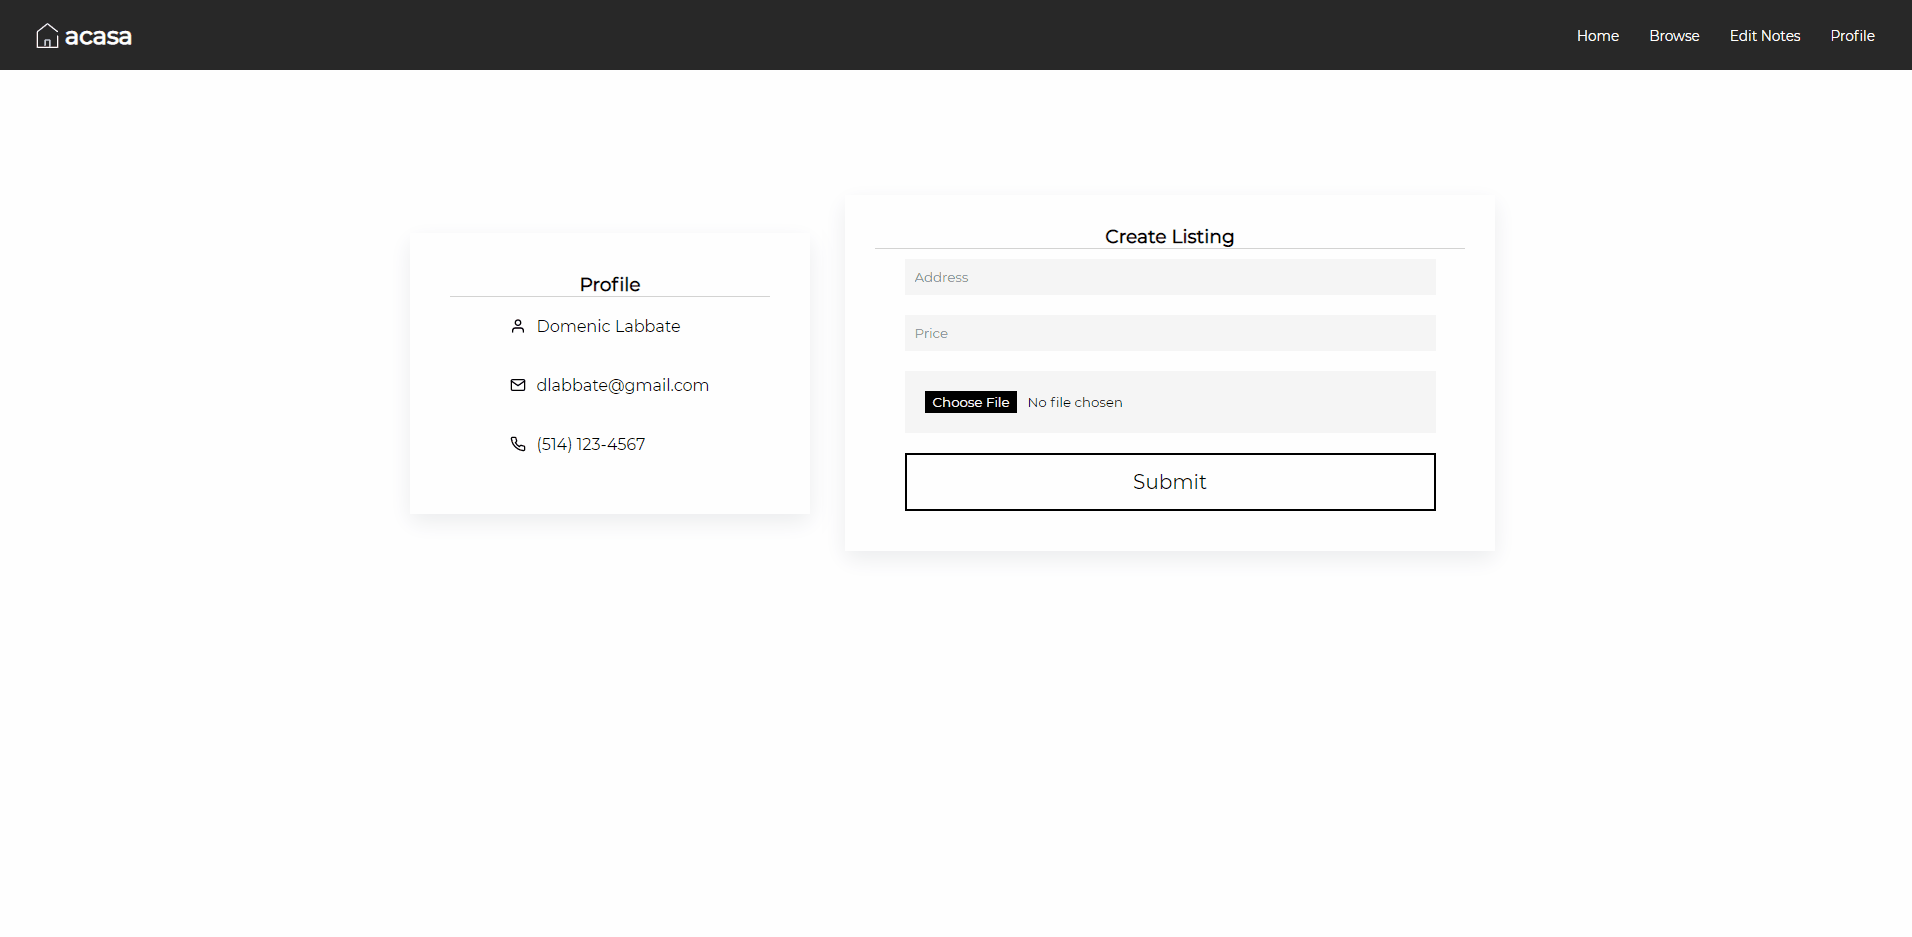 acasa
Home Browse Edit Notes Profile
Profile
Domenic Labbate
dlabbate@gmail.com
(514) 123-4567
Create Listing
Address
Price
Choose File No file chosen
Submit